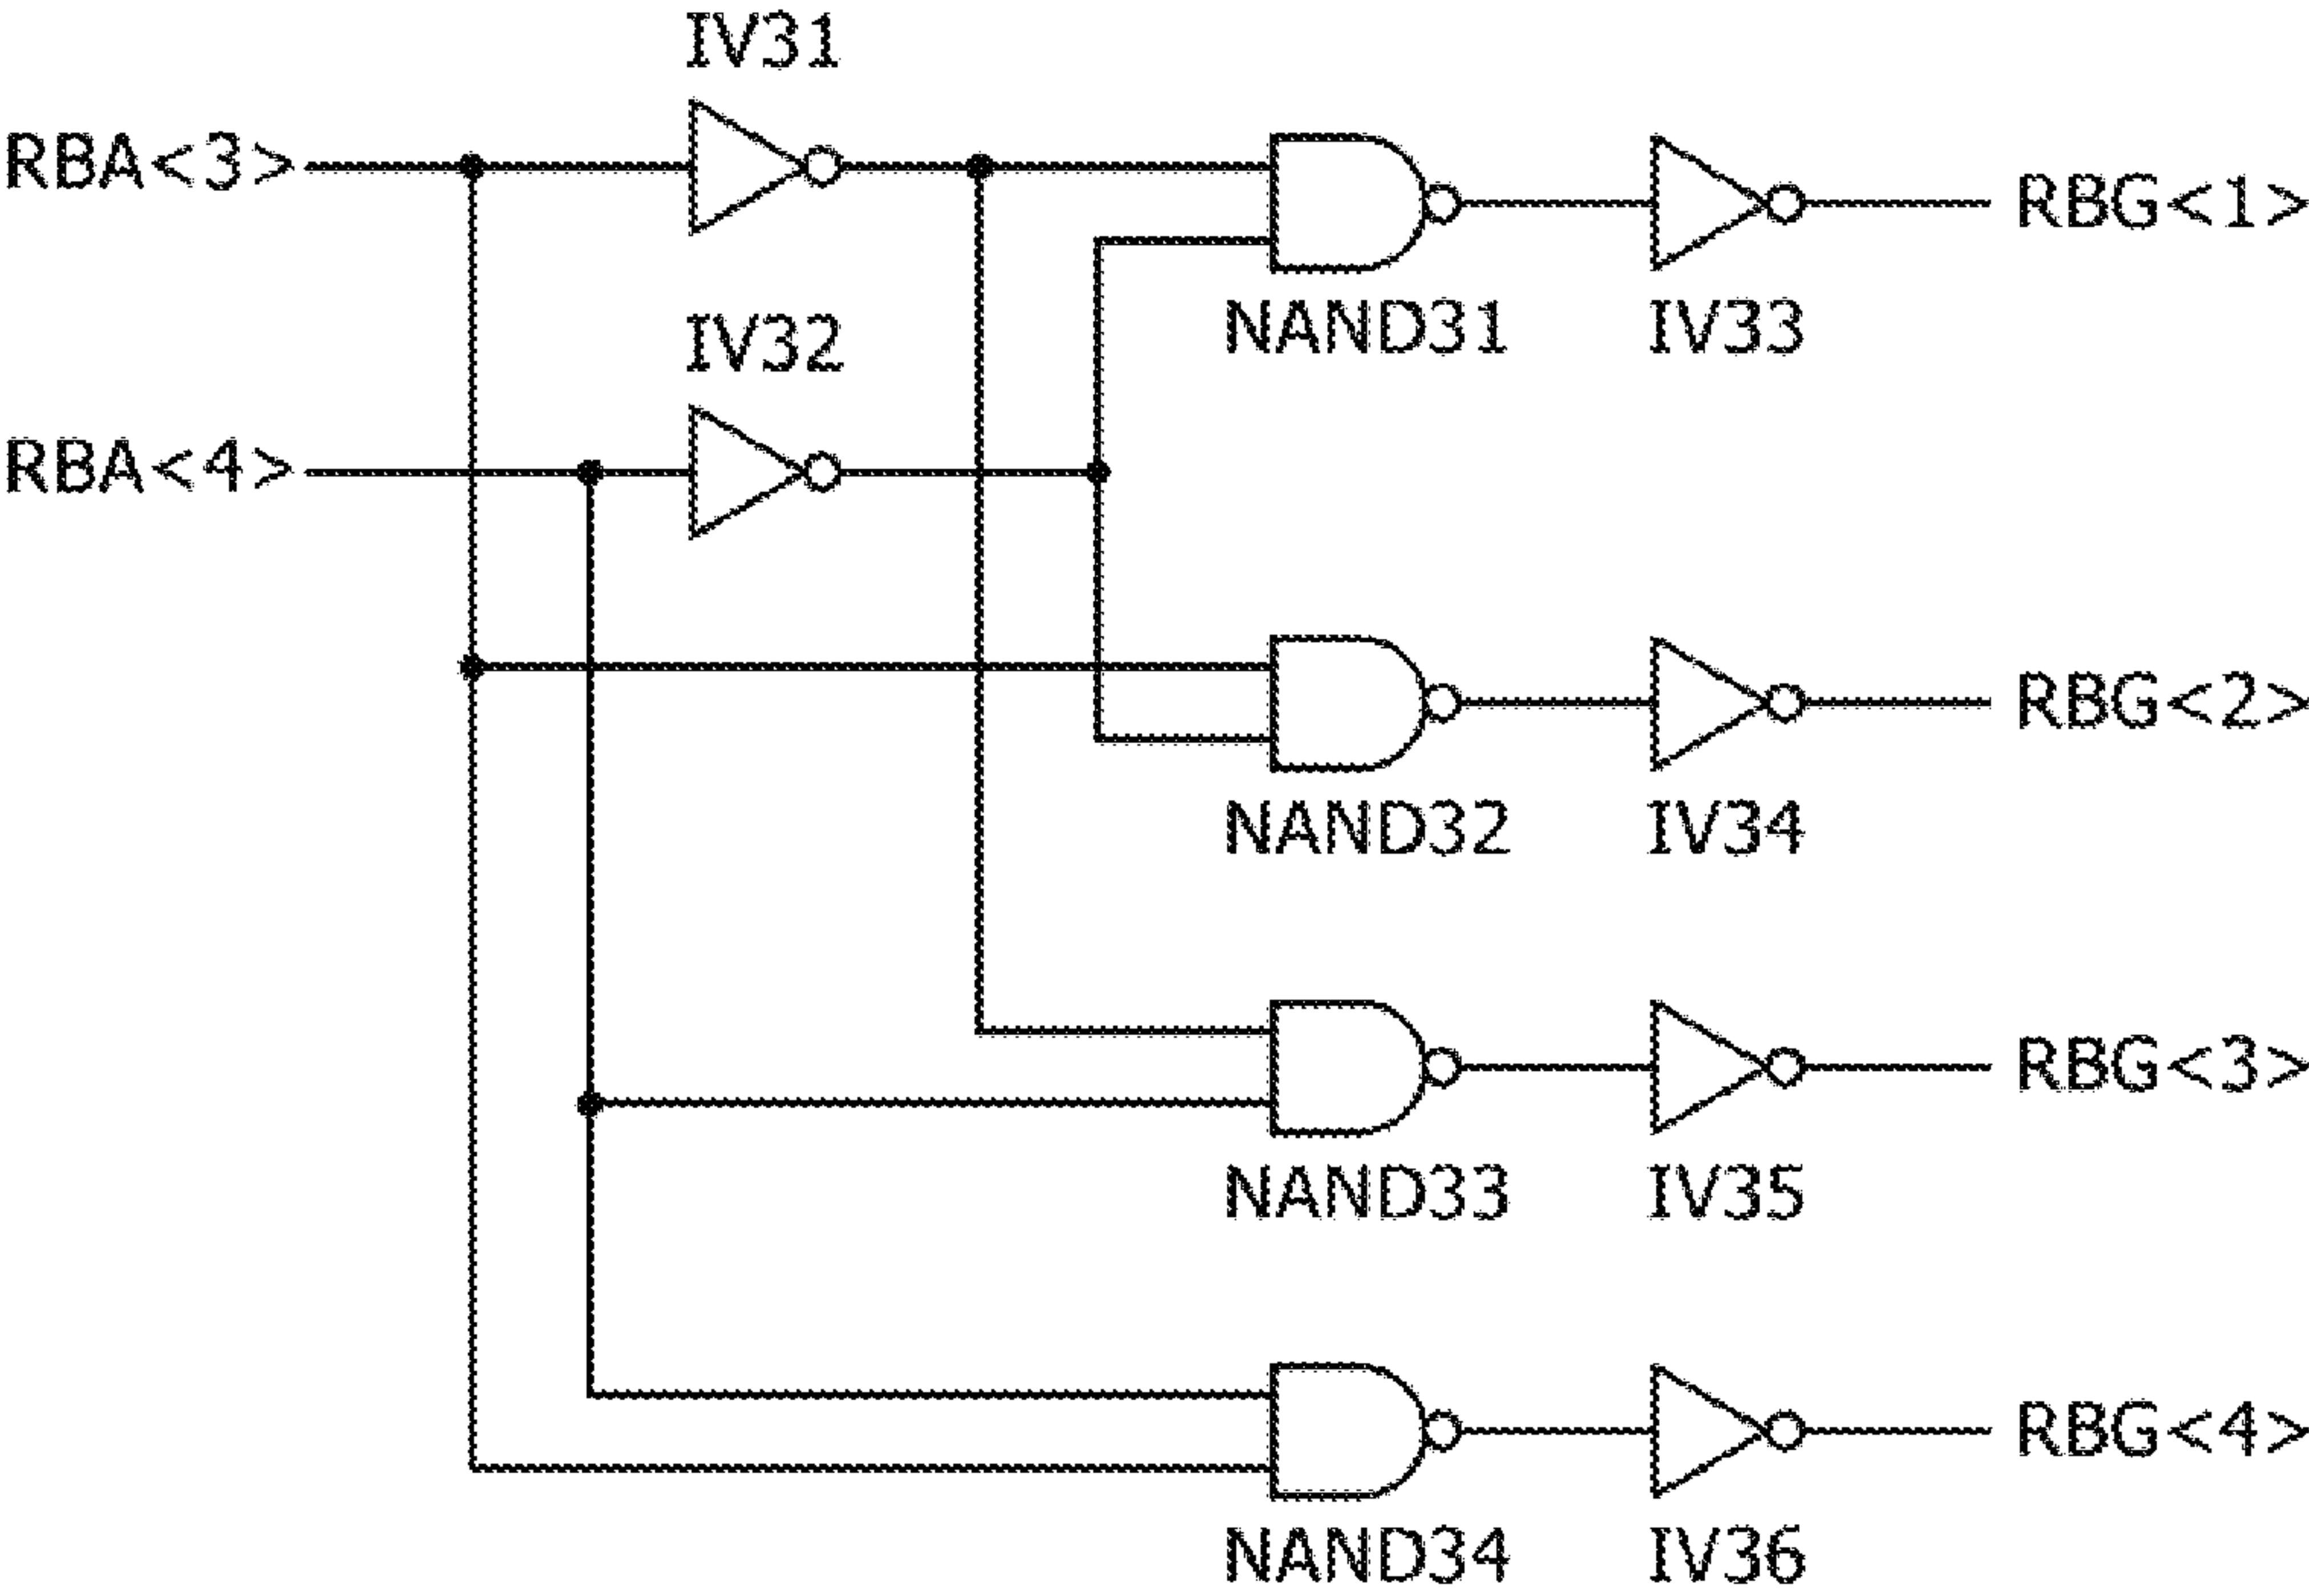 IV31
RBA<3>
RBG<1>
NAND31 IV33
IV32
RBA<4>
RBG<2>
NAND32 IV34
RBG<3>
NAND33 IV35
RBG<4>
NAND34 IV36